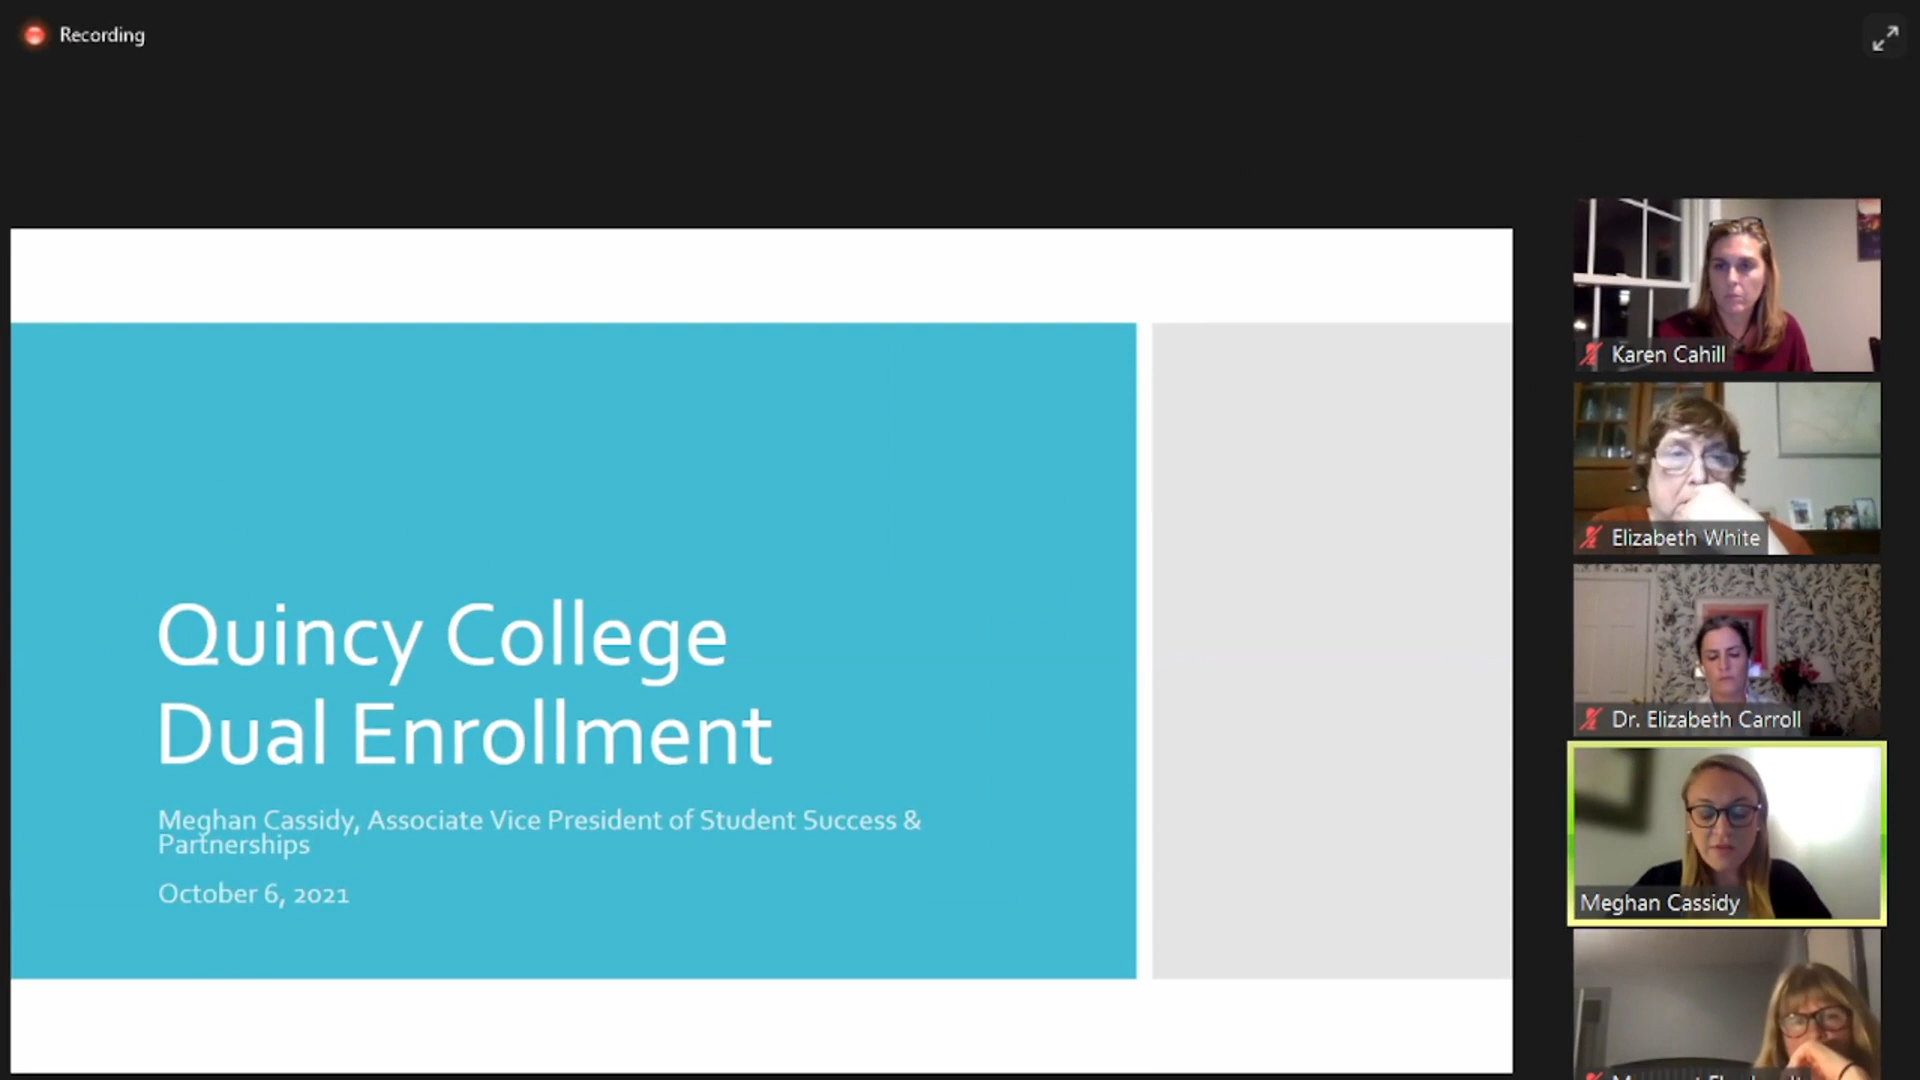 Recording
Quincy College
Dual Enrollment
Meghan Cassidy, Associate Vice President of Student Success &
Partnerships
October 6, 2021
Karen Cahill
Elizabeth White
Dr. Elizabeth Carroll
Meghan Cassidy